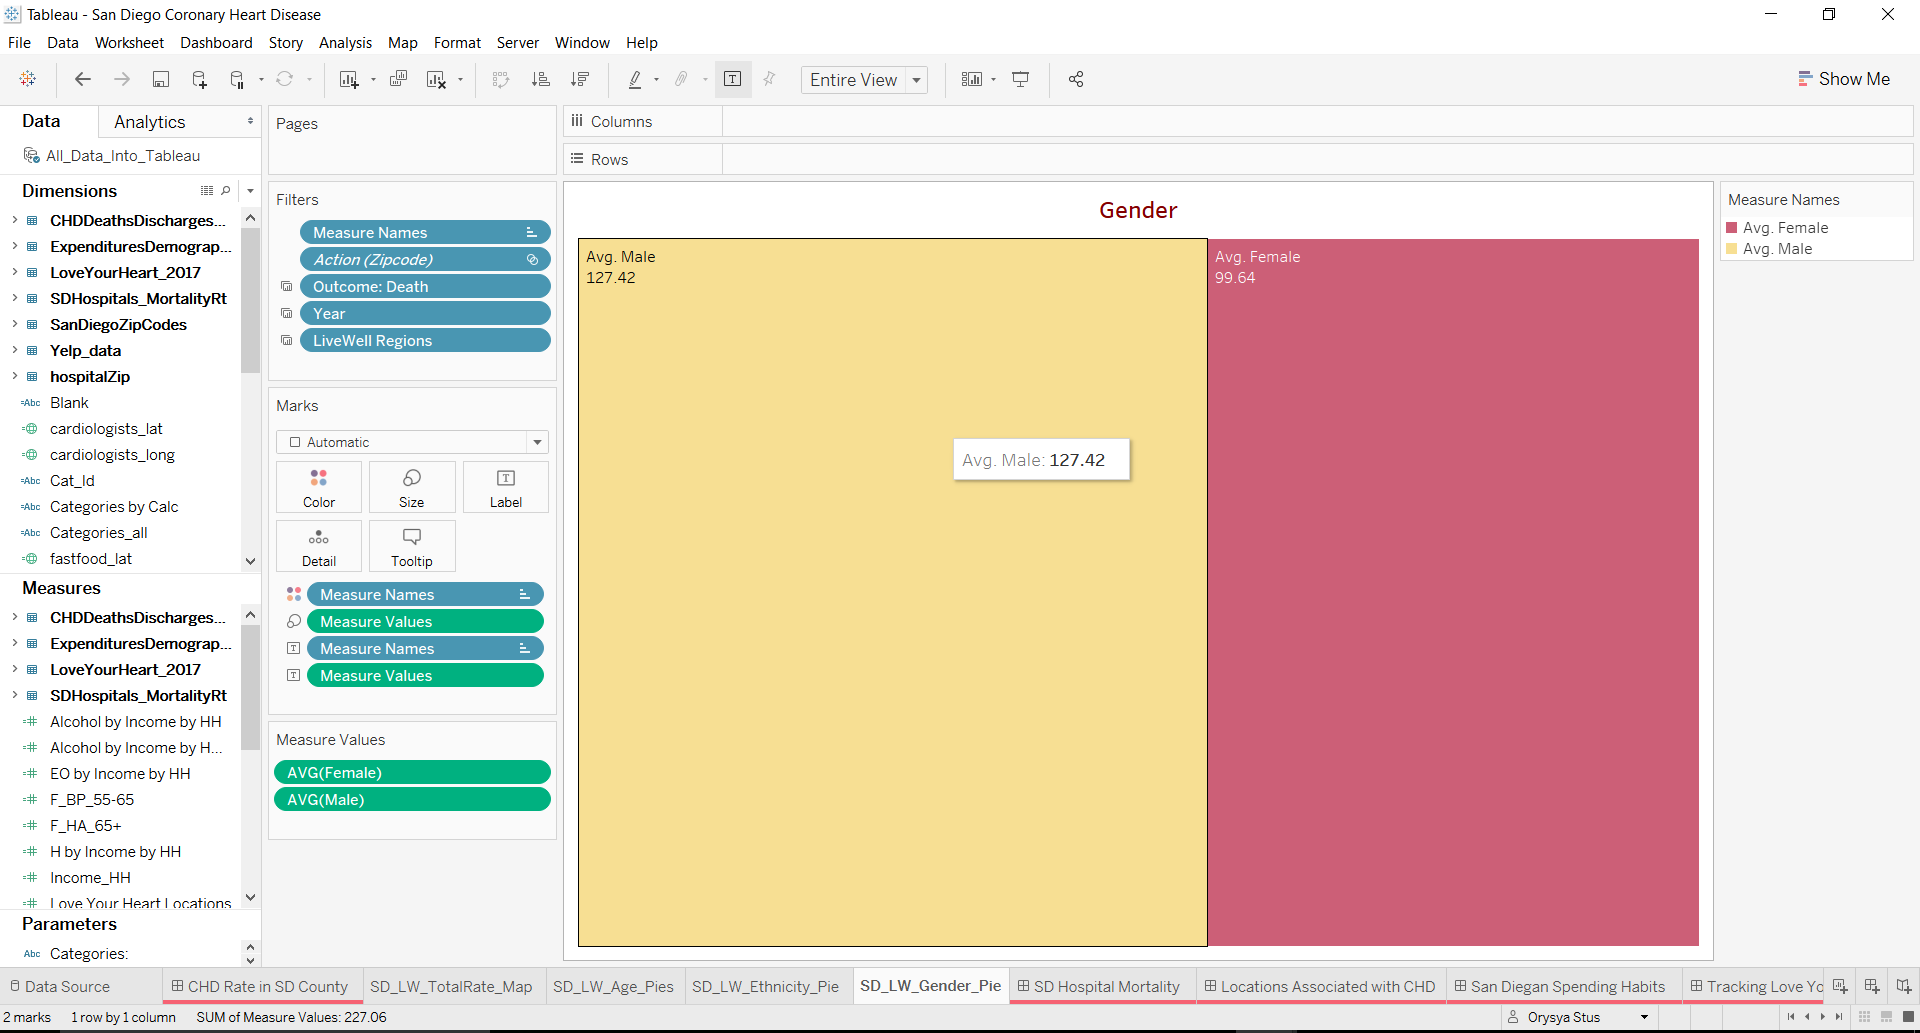 Tableau - San Diego Coronary Heart Disease
File Data Worksheet Dashboard Story Analysis Map Format Server Window Help
Entire View
Show Me
Data
Analytics
All_Data_Into_Tableau
Dimensions
CHDDeathsDischarges...
ExpendituresDemograp...
LoveYourHeart_2017
SDHospitals_MortalityRt
SanDiegoZipCodes
Yelp_data
hospitalZip
=Abc Blank
cardiologists_lat
cardiologists_long
=Abc Cat_Id
=Abc Categories by Calc
=Abc Categories_all
fastfood_lat
Measures
CHDDeathsDischarges...
ExpendituresDemograp...
LoveYourHeart_2017
SDHospitals_MortalityRt
=# Alcohol by Income by HH
=# Alcohol by Income by H...
=# EO by Income by HH
=# F_BP_55-65
=# F_HA_65+
=# H by Income by HH
=# Income_HH
=# Love Your Heart Locations
Parameters
Abc Categories:
Pages
Filters
Measure Names
Action (Zipcode)
Outcome: Death
Year
LiveWell Regions
Marks
Automatic
Color
Size
Label
Detail
Tooltip
Measure Names
Measure Values
Measure Names
Measure Values
Measure Values
AVG(Female)
AVG(Male)
Columns
Rows
Gender
Avg. Male
127.42
Avg. Female
99.64
Avg. Male: 127.42
Measure Names
Avg. Female
Avg. Male
Data Source
CHD Rate in SD County
SD_LW_TotalRate_Map
SD_LW_Age_Pies
SD_LW_Ethnicity_Pie
SD_LW_Gender_Pie
SD Hospital Mortality
Locations Associated with CHD
San Diegan Spending Habits
Tracking Love Yo
2 marks
1 row by 1 column
SUM of Measure Values: 227.06
Orysya Stus